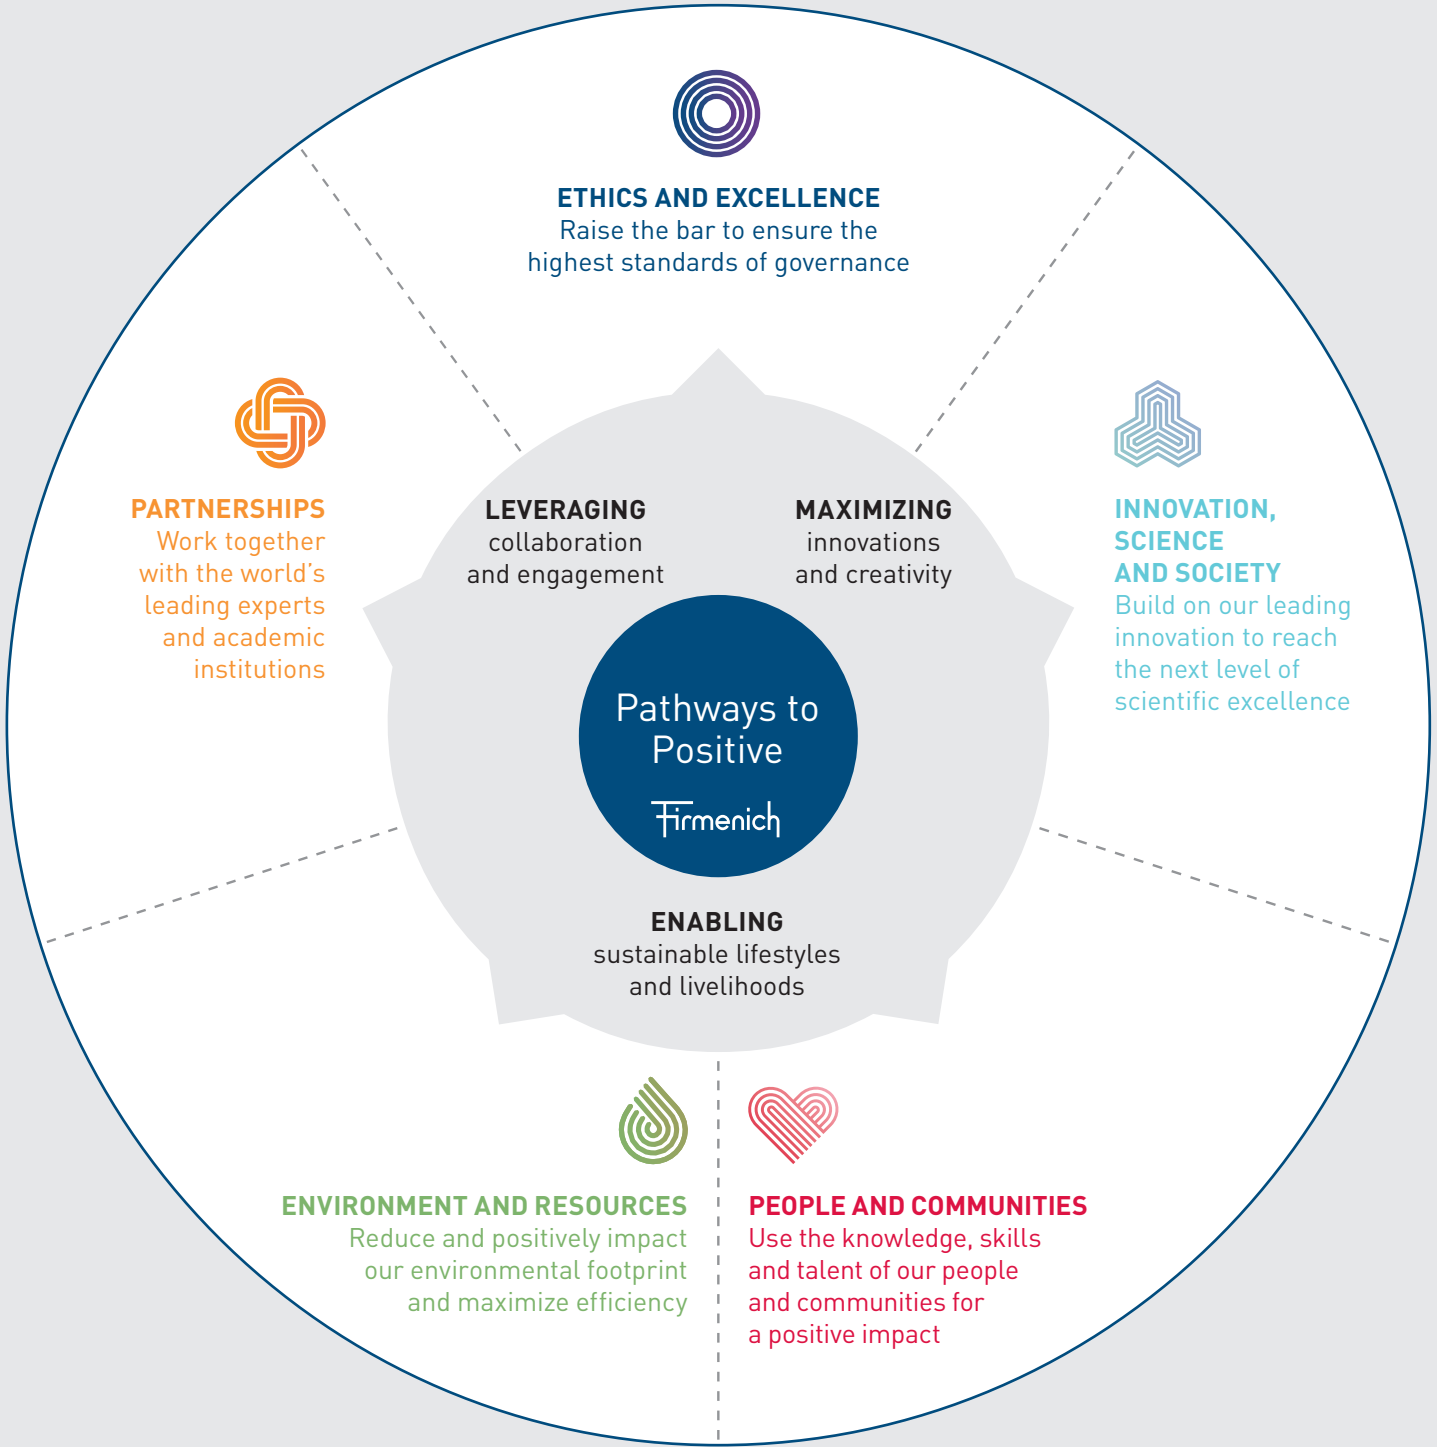 ETHICS AND EXCELLENCE
Raise the bar to ensure the
highest standards of governance
PARTNERSHIPS
Work together
with the world's
leading experts
and academic
institutions
LEVERAGING
collaboration
and engagement
MAXIMIZING
innovations
and creativity
INNOVATION,
SCIENCE
AND SOCIETY
Build on our leading
innovation to reach
the next level of
scientific excellence
Pathways to
Positive
Firmenich
ENABLING
sustainable lifestyles
and livelihoods
ENVIRONMENT AND RESOURCES
Reduce and positively impact
our environmental footprint
and maximize efficiency
PEOPLE AND COMMUNITIES
Use the knowledge, skills
and talent of our people
and communities for
a positive impact